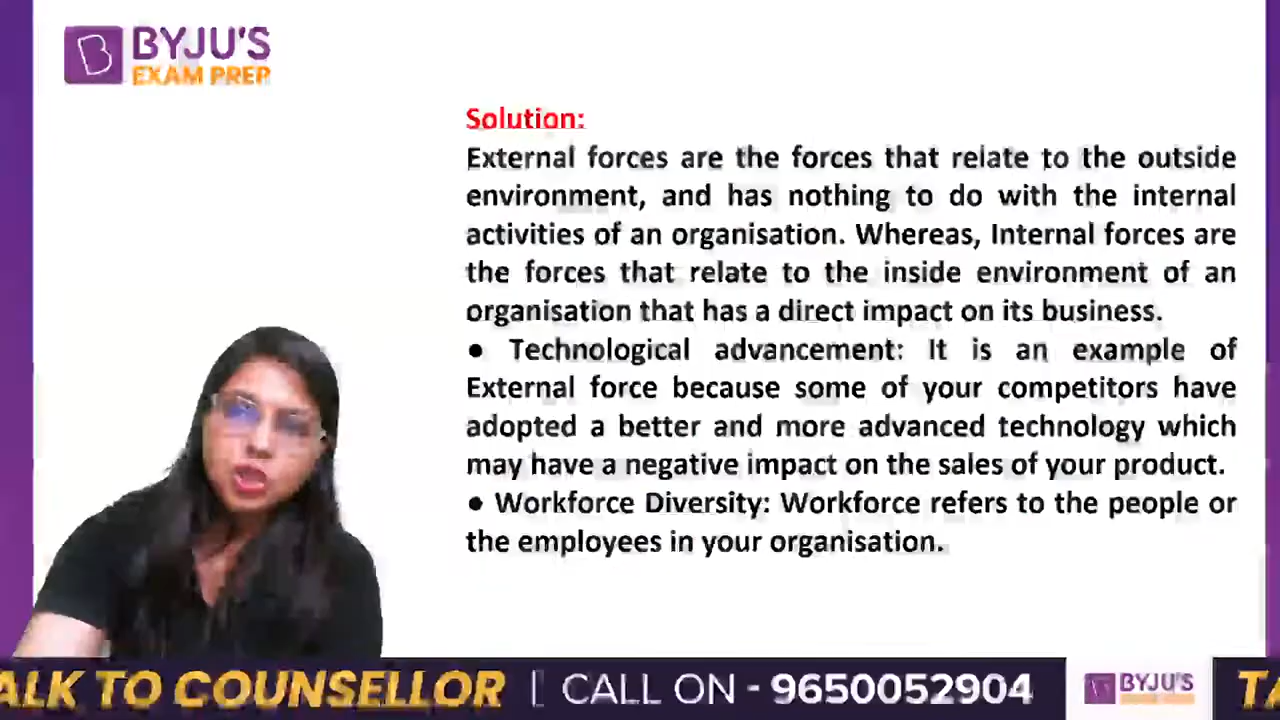 BYJU'S
EXAM PREP
Solution:
External forces are the forces that relate to the outside
environment, and has nothing to do with the internal
activities of an organisation. Whereas, Internal forces are
the forces that relate to the inside environment of an
organisation that has a direct impact on its business.
● Technological advancement: It is an example of
External force because some of your competitors have
adopted a better and more advanced technology which
may have a negative impact on the sales of your product.
● Workforce Diversity: Workforce refers to the people or
the employees in your organisation.
ALK TO COUNSELLOR | CALL ON - 9650052904 BYJU'S EXAM PREP TA